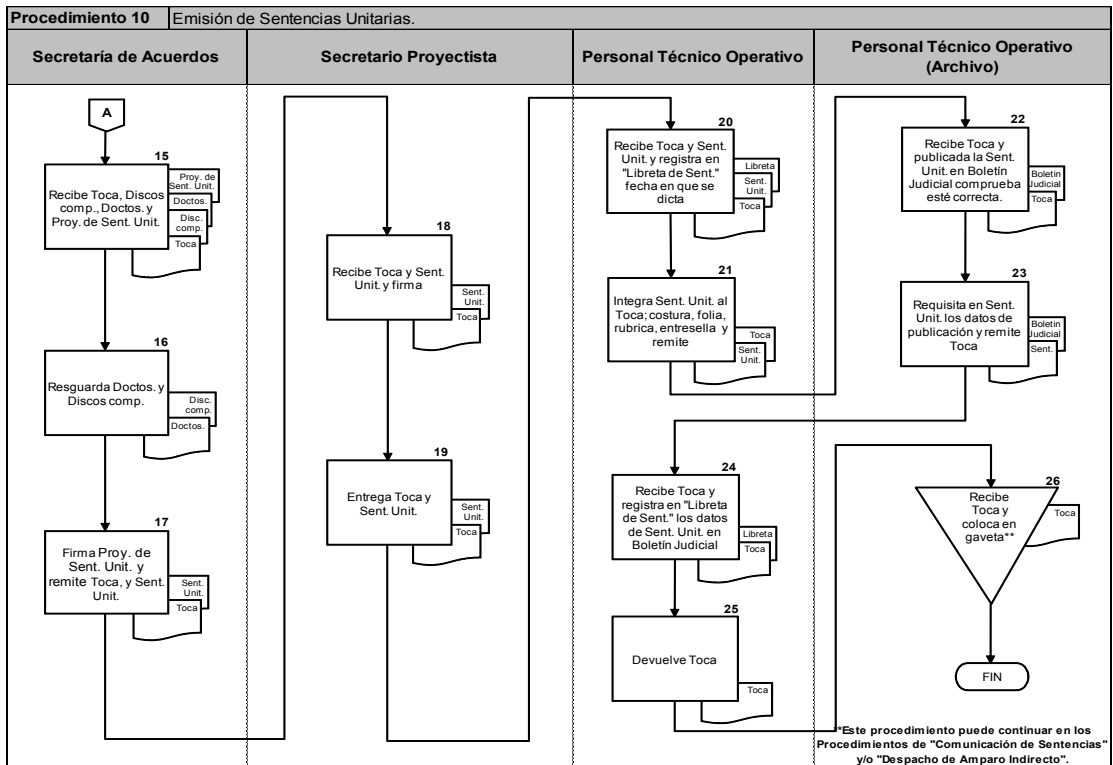 Procedimiento 10
Emisión de Sentencias Unitarias.
Secretaría de Acuerdos
Secretario Proyectista
Personal Técnico Operativo
Personal Técnico Operativo
(Archivo)
A
15
Recibe Toca, Discos
comp., Doctos. y
Proy. de Sent. Unit.
Proy. de
Sent. Unit.
Doctos.
Disc.
comp.
Toca
16
Resguarda Doctos. y
Discos comp.
Disc.
comp.
Doctos.
17
Firma Proy. de
Sent. Unit. y
remite Toca, y Sent.
Unit.
Sent.
Unit.
Toca
18
Recibe Toca y Sent.
Unit. y firma
Sent.
Unit.
Toca
19
Entrega Toca y
Sent. Unit.
Sent.
Unit.
Toca
20
Recibe Toca y Sent.
Unit. y registra en
"Libreta de Sent."
fecha en que se
dicta
Libreta
Sent.
Unit.
Toca
21
Integra Sent. Unit. al
Toca; costura, folia,
rubrica, entresella y
remite
Toca
Sent.
Unit.
22
Recibe Toca y
publicada la Sent.
Unit. en Boletín
Judicial comprueba
esté correcta.
Boletin
Judicial
Toca
23
Requisita en Sent.
Unit. los datos de
publicación y remite
Toca
Boletin
Judicial
Sent.
24
Recibe Toca y
registra en "Libreta
de Sent." los datos
de Sent. Unit. en
Boletín Judicial
Libreta
Toca
25
Devuelve Toca
Toca
26
Recibe
Toca y
coloca en
gaveta**
Toca
FIN
**Este procedimiento puede continuar en los
Procedimientos de "Comunicación de Sentencias"
y/o "Despacho de Amparo Indirecto".